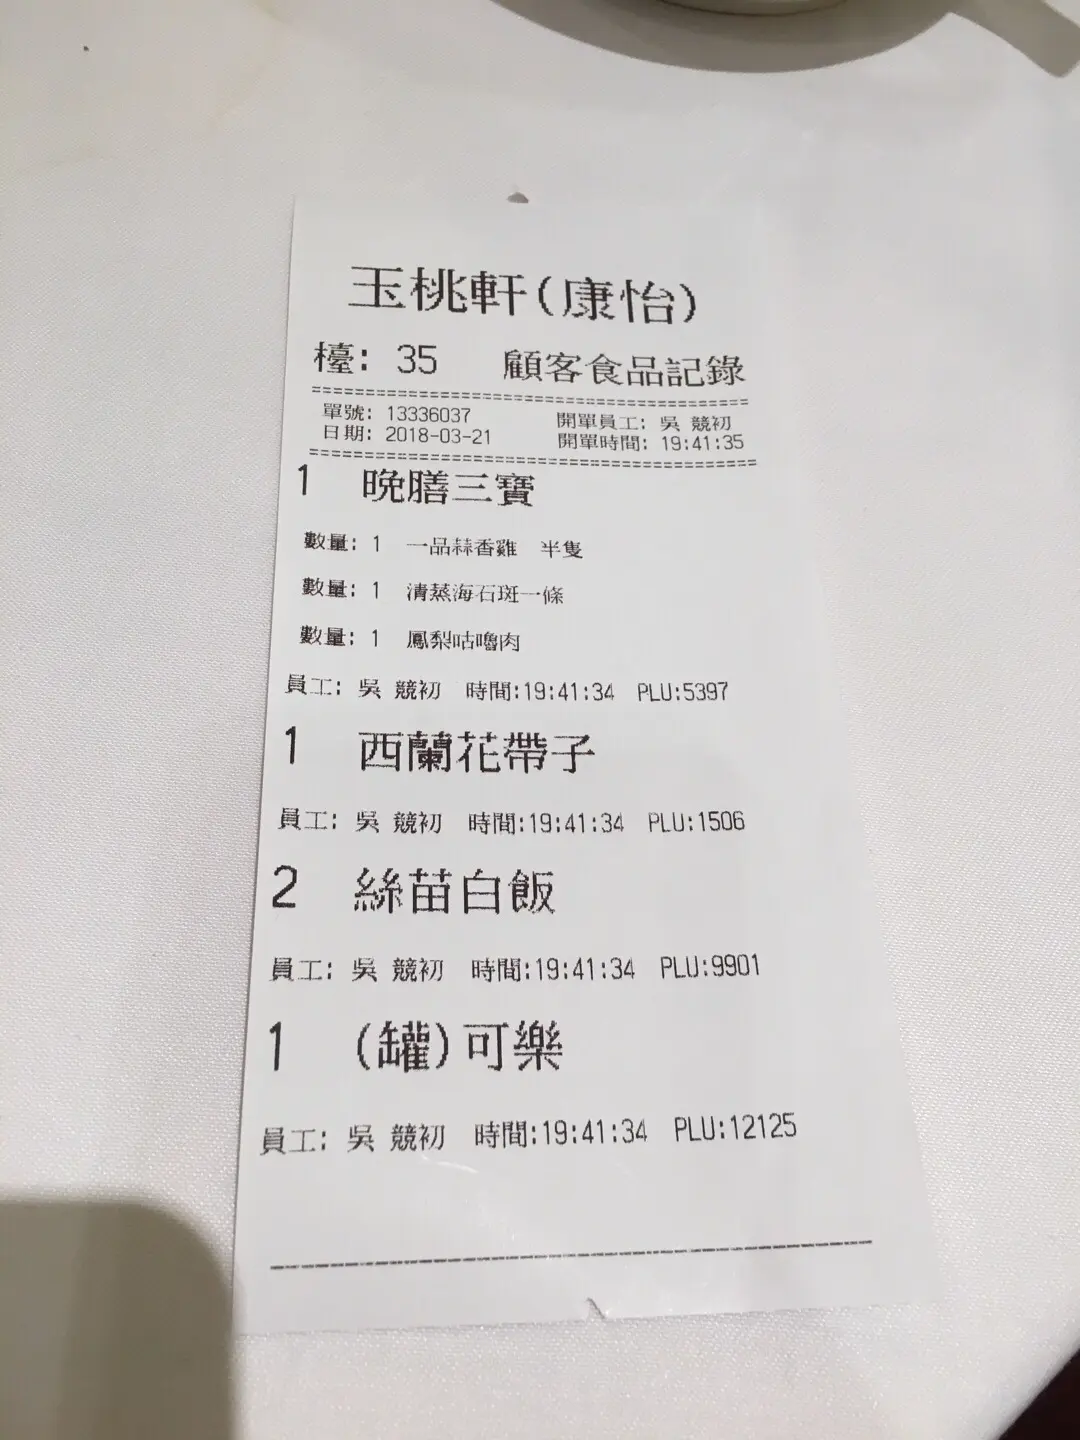 玉桃軒(康怡)
檯: 35 顧客食品記錄
單號: 13336037 開單員工: 吳 競初
日期: 2018-03-21 開單時間: 19:41:35
1 晚膳三寶
數量: 1 一品蒜香雞 半隻
數量: 1 清蒸海石斑一條
數量: 1 鳳梨咕嚕肉
員工: 吳 競初 時間:19:41:34 PLU:5397
1 西蘭花帶子
員工: 吳 競初 時間:19:41:34 PLU:1506
2 絲苗白飯
員工: 吳 競初 時間:19:41:34 PLU:9901
1 (罐)可樂
員工: 吳 競初 時間:19:41:34 PLU:12125